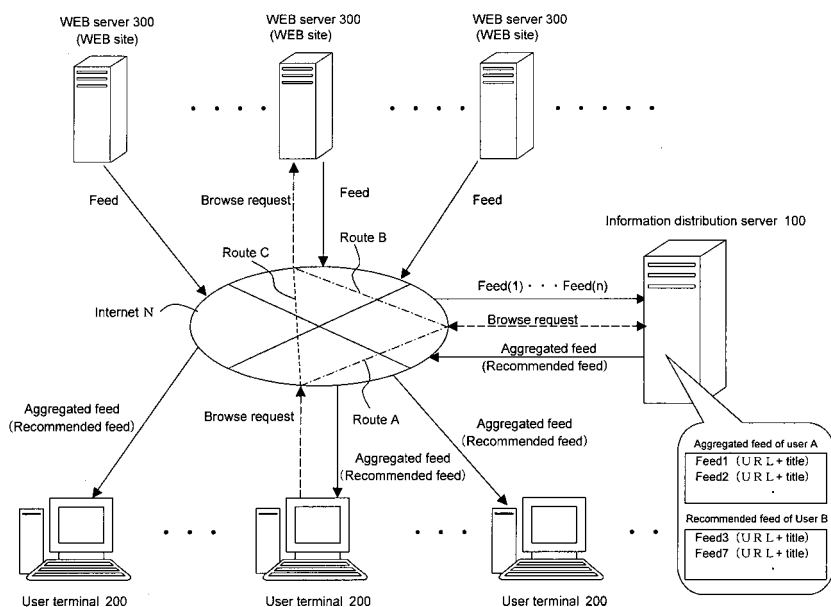 WEB server 300
(WEB site)
WEB server 300
(WEB site)
WEB server 300
(WEB site)
Feed
Browse request
Feed
Feed
Information distribution server 100
Route C
Route B
Internet N
Feed(1)・・・Feed(n)
Browse request
Aggregated feed
(Recommended feed)
Aggregated feed
(Recommended feed)
Browse request
Route A
Aggregated feed
(Recommended feed)
Aggregated feed
(Recommended feed)
Aggregated feed of user A
Feed1 (URL+title)
Feed2 (URL+title)
Recommended feed of User B
Feed3 (URL+title)
Feed7 (URL+title)
User terminal 200
User terminal 200
User terminal 200